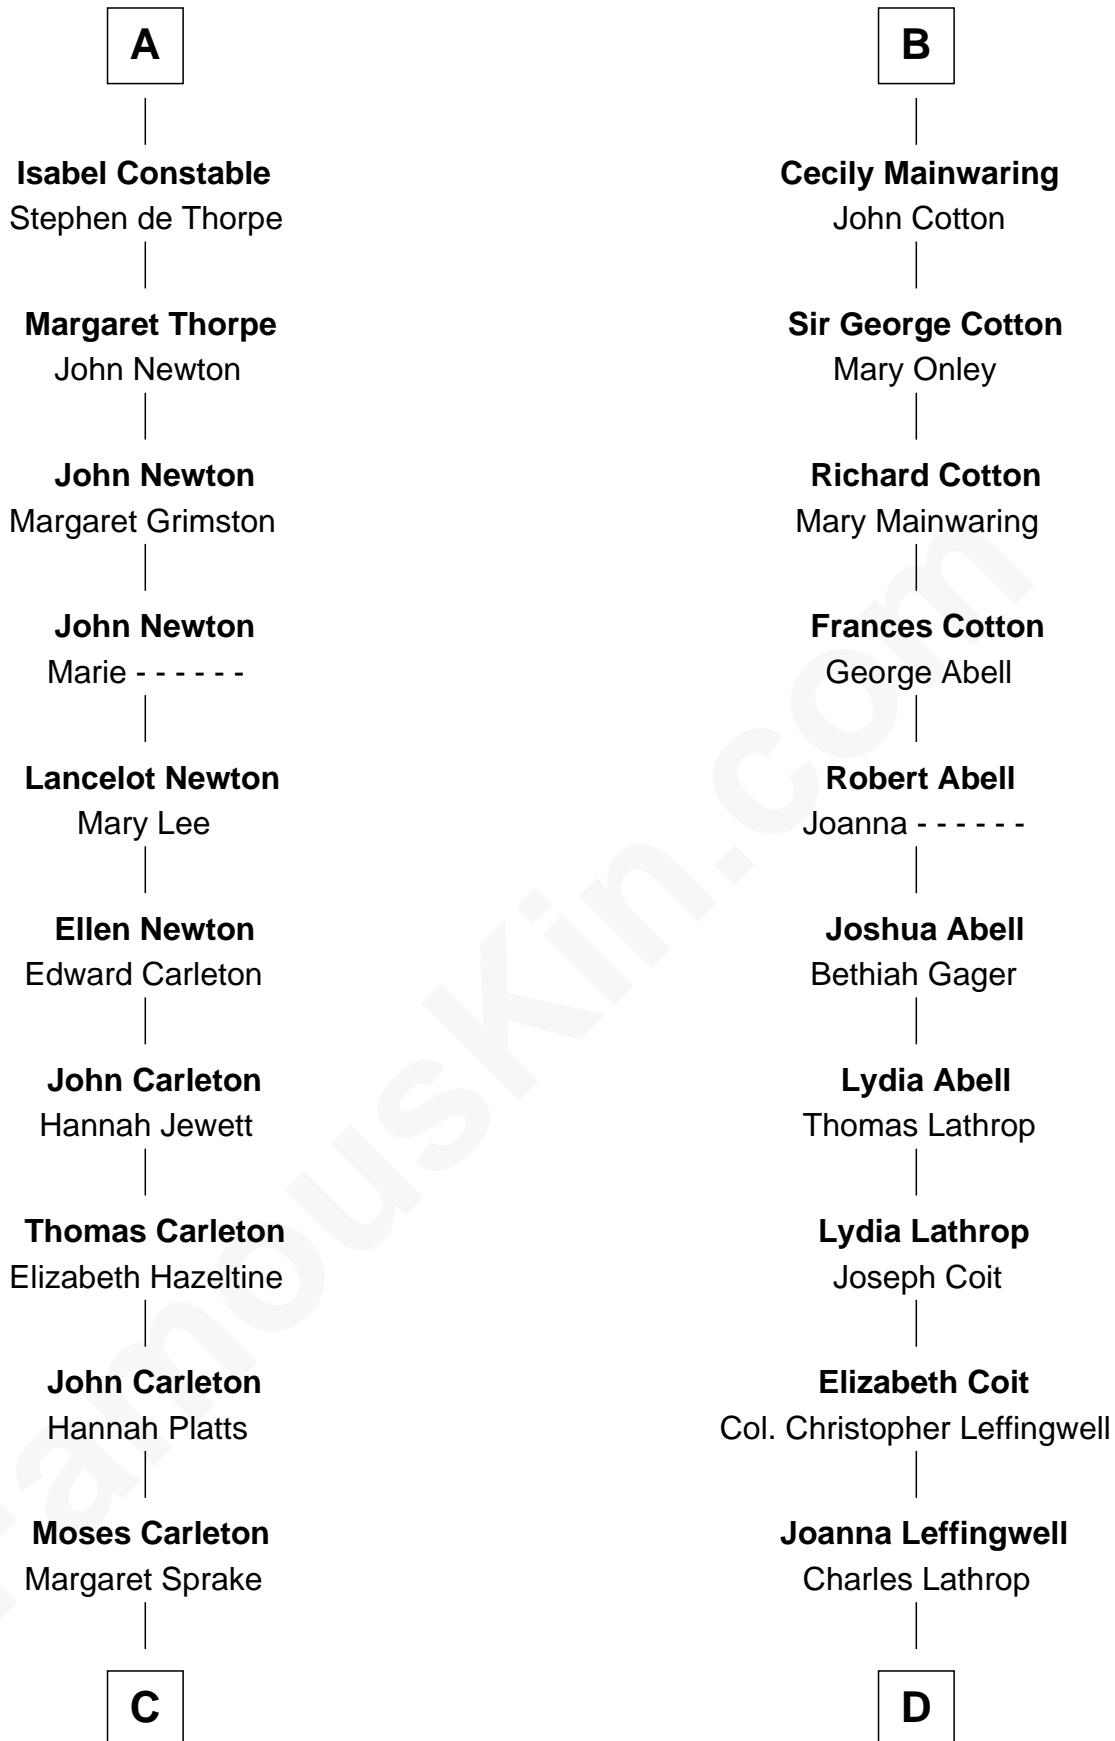 A
Isabel Constable
Stephen de Thorpe
Margaret Thorpe
John Newton
John Newton
Margaret Grimston
John Newton
Marie - - - - - -
Lancelot Newton
Mary Lee
Ellen Newton
Edward Carleton
John Carleton
Hannah Jewett
Thomas Carleton
Elizabeth Hazeltine
John Carleton
Hannah Platts
Moses Carleton
Margaret Sprake
C
B
Cecily Mainwaring
John Cotton
Sir George Cotton
Mary Onley
Richard Cotton
Mary Mainwaring
Frances Cotton
George Abell
Robert Abell
Joanna - - - - - -
Joshua Abell
Bethiah Gager
Lydia Abell
Thomas Lathrop
Lydia Lathrop
Joseph Coit
Elizabeth Coit
Col. Christopher Leffingwell
Joanna Leffingwell
Charles Lathrop
D
FamousKin.com